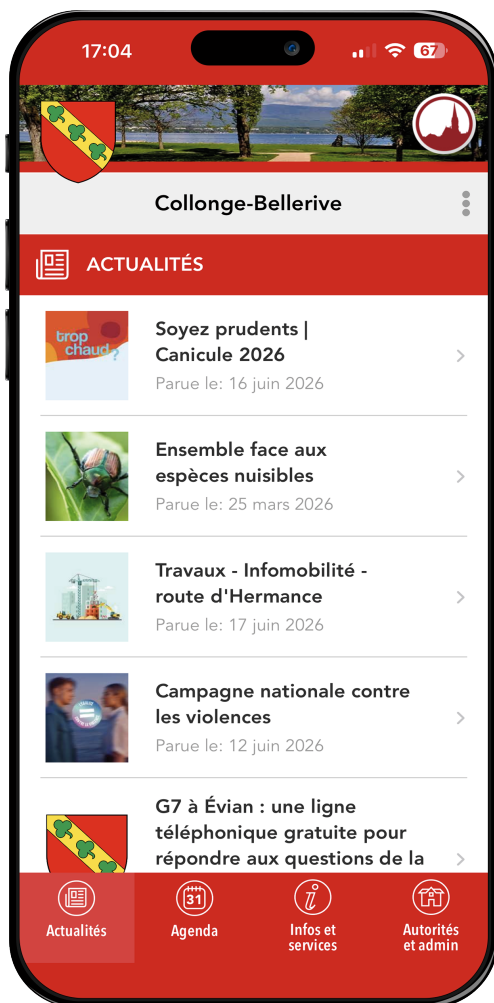 17:04
67
Collonge-Bellerive
ACTUALITÉS
trop
chaud?
Soyez prudents |
Canicule 2026
Parue le: 16 juin 2026
Ensemble face aux
espèces nuisibles
Parue le: 25 mars 2026
Travaux - Infomobilité -
route d'Hermance
Parue le: 17 juin 2026
Campagne nationale contre
les violences
Parue le: 12 juin 2026
G7 à Évian : une ligne
téléphonique gratuite pour
répondre aux questions de la
31
Actualités
Agenda
Infos et
services
Autorités
et admin